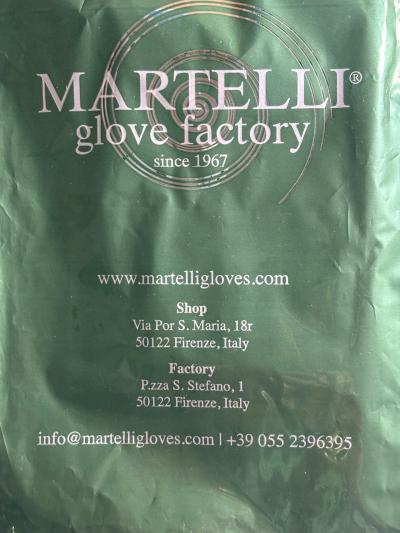 MARTELLI®
glove factory
since 1967
www.martelligloves.com
Shop
Via Por S. Maria, 18r
50122 Firenze, Italy
Factory
P.zza S. Stefano, 1
50122 Firenze, Italy
info@martelligloves.com | +39 055 2396395